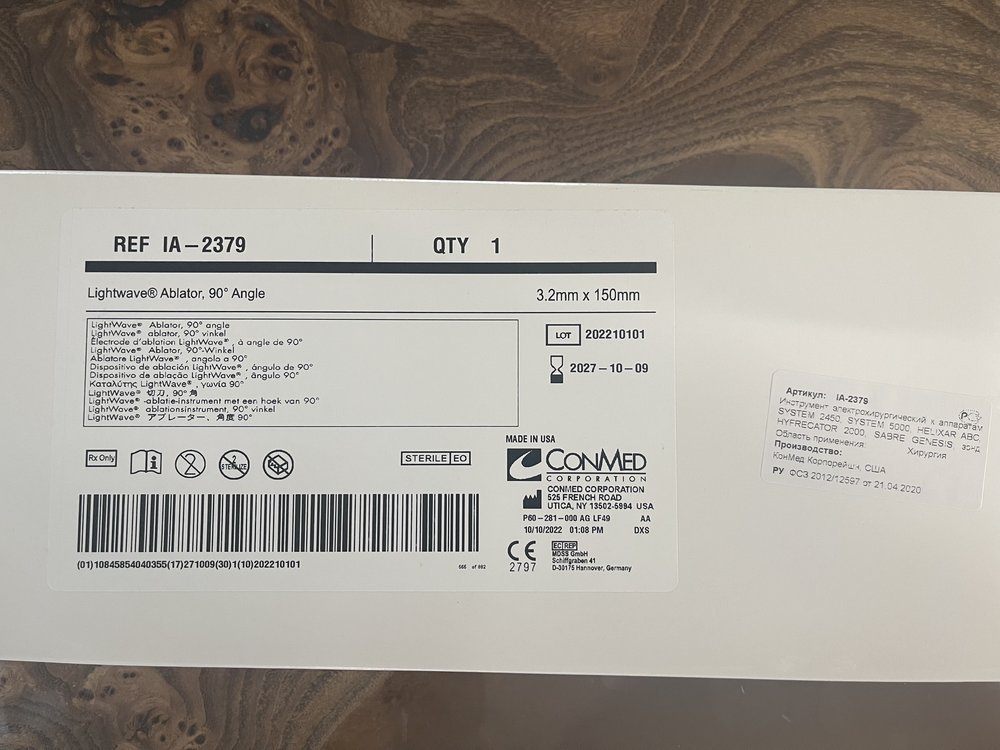 REF IA-2379
QTY 1
Lightwave® Ablator, 90° Angle
3.2mm x 150mm
LightWave® Ablator, 90° angle
LightWave® ablator, 90° vinkel
Électrode d'ablation LightWave®, à angle de 90°
LightWave® Ablator, 90°-Winkel
Ablatore LightWave®, angolo a 90°
Dispositivo de ablación LightWave®, ángulo de 90°
Dispositivo de ablação LightWave®, ângulo 90°
Καταλύτης LightWave®, γωνία 90°
LightWave® 切刀, 90° 角
LightWave® -ablatie-instrument met een hoek van 90°
LightWave® ablationsinstrument, 90° vinkel
LightWave® アブレーター、角度 90°
LOT 202210101
2027-10-09
Rx Only
2
2 STERILIZE
STERILE EO
MADE IN USA
CONMED
CORPORATION
CONMED CORPORATION
525 FRENCH ROAD
UTICA, NY 13502-5994 USA
P60-281-000 AG LF49 AA
10/10/2022 01:08 PM DXS
(01)10845854040355(17)271009(30)1(10)202210101
CE
2797
EC REP
MDSS GmbH
Schiffgraben 41
D-30175 Hannover, Germany
Артикул: IA-2379
Инструмент электрохирургический к аппаратам
SYSTEM 2450, SYSTEM 5000, HELIXAR ABC,
HYFRECATOR 2000, SABRE GENESIS, зонд
Область применения: Хирургия
Производство:
КонМед Корпорейшн, США
РУ ФСЗ 2012/12597 от 21.04.2020